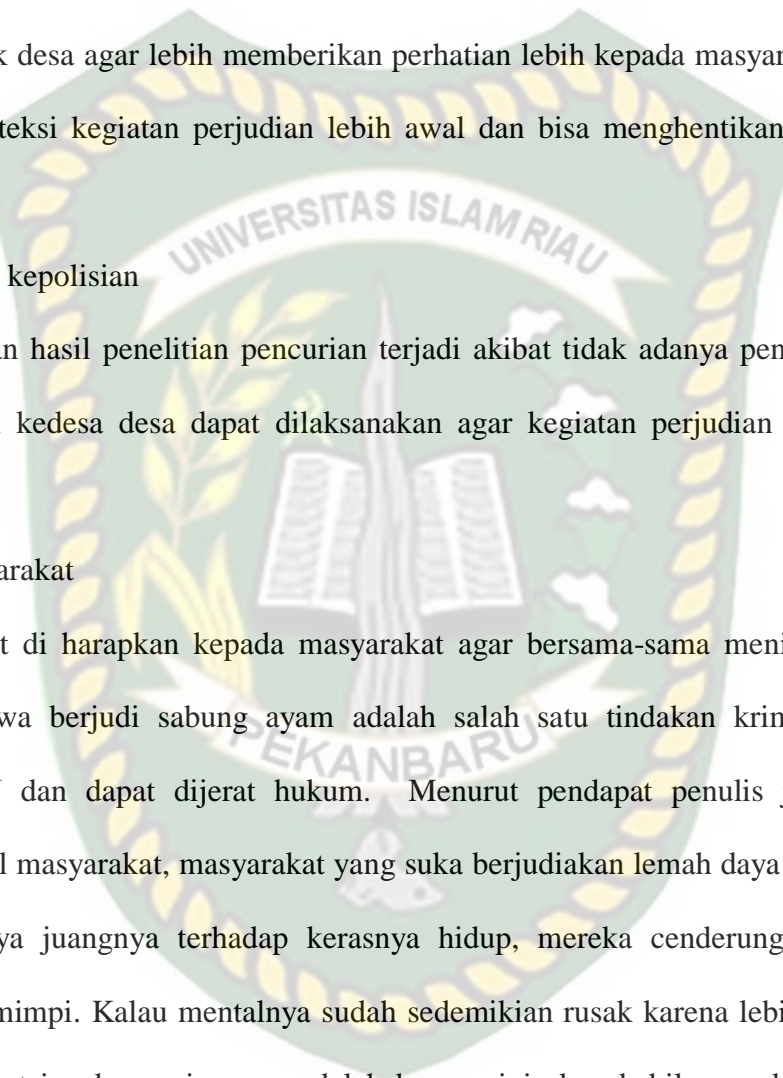 k desa agar lebih memberikan perhatian lebih kepada masyar
teksi kegiatan perjudian lebih awal dan bisa menghentikan
UNIVERSITAS ISLAM RIAU
kepolisian
an hasil penelitian pencurian terjadi akibat tidak adanya pen
kedesa desa dapat dilaksanakan agar kegiatan perjudian
arakat
t di harapkan kepada masyarakat agar bersama-sama meni
wa berjudi sabung ayam adalah salah satu tindakan krin
PEKANBARU
dan dapat dijerat hukum. Menurut pendapat penulis
l masyarakat, masyarakat yang suka berjudiakan lemah daya
ya juangnya terhadap kerasnya hidup, mereka cenderung
mimpi. Kalau mentalnya sudah sedemikian rusak karena lebi